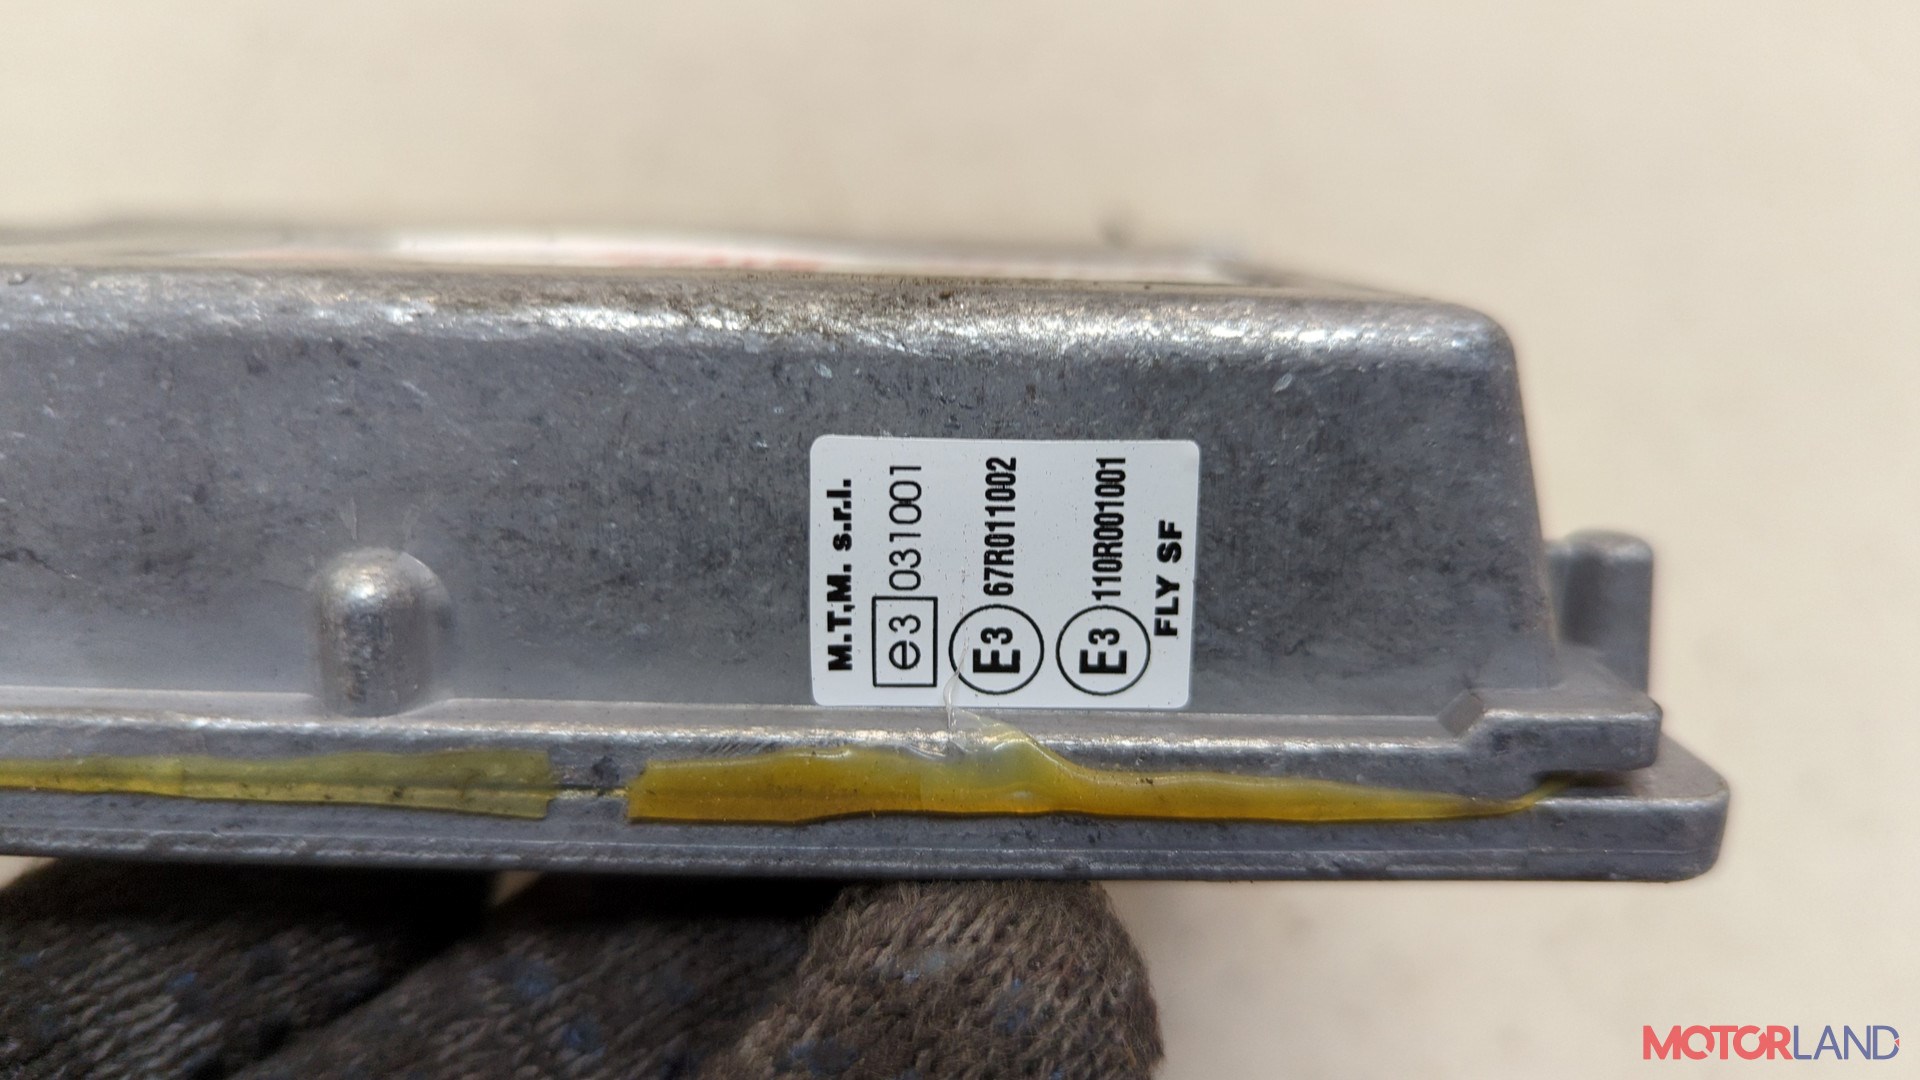 M.T.M. s.r.l.
e3 031001
E3 67R011002
E3 110R001001
FLY SF
MOTORLAND